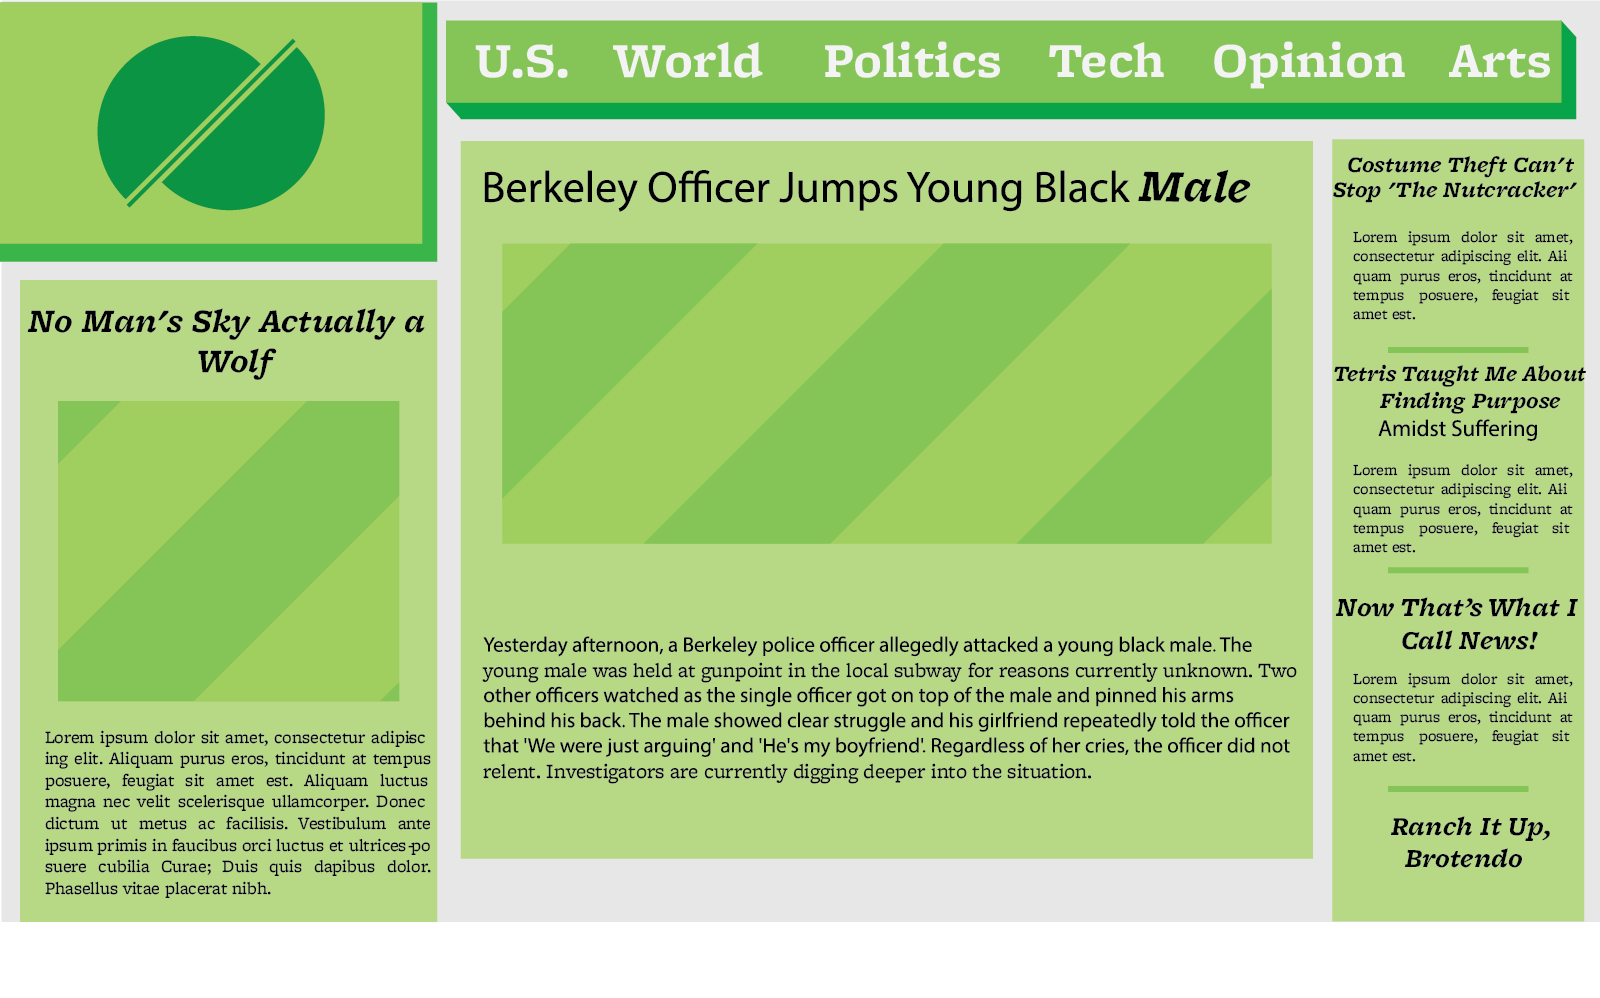 U.S. World Politics Tech Opinion Arts
No Man's Sky Actually a
Wolf
Lorem ipsum dolor sit amet, consectetur adipisc
ing elit. Aliquam purus eros, tincidunt at tempus
posuere, feugiat sit amet est. Aliquam luctus
magna nec velit scelerisque ullamcorper. Donec
dictum ut metus ac facilisis. Vestibulum ante
ipsum primis in faucibus orci luctus et ultrices po
suere cubilia Curae; Duis quis dapibus dolor.
Phasellus vitae placerat nibh.
Berkeley Officer Jumps Young Black Male
Yesterday afternoon, a Berkeley police officer allegedly attacked a young black male. The
young male was held at gunpoint in the local subway for reasons currently unknown. Two
other officers watched as the single officer got on top of the male and pinned his arms
behind his back. The male showed clear struggle and his girlfriend repeatedly told the officer
that 'We were just arguing' and 'He's my boyfriend'. Regardless of her cries, the officer did not
relent. Investigators are currently digging deeper into the situation.
Costume Theft Can't
Stop 'The Nutcracker'
Lorem ipsum dolor sit amet,
consectetur adipiscing elit. Ali
quam purus eros, tincidunt at
tempus posuere, feugiat sit
amet est.
Tetris Taught Me About
Finding Purpose
Amidst Suffering
Lorem ipsum dolor sit amet,
consectetur adipiscing elit. Ali
quam purus eros, tincidunt at
tempus posuere, feugiat sit
amet est.
Now That's What I
Call News!
Lorem ipsum dolor sit amet,
consectetur adipiscing elit. Ali
quam purus eros, tincidunt at
tempus posuere, feugiat sit
amet est.
Ranch It Up,
Brotendo